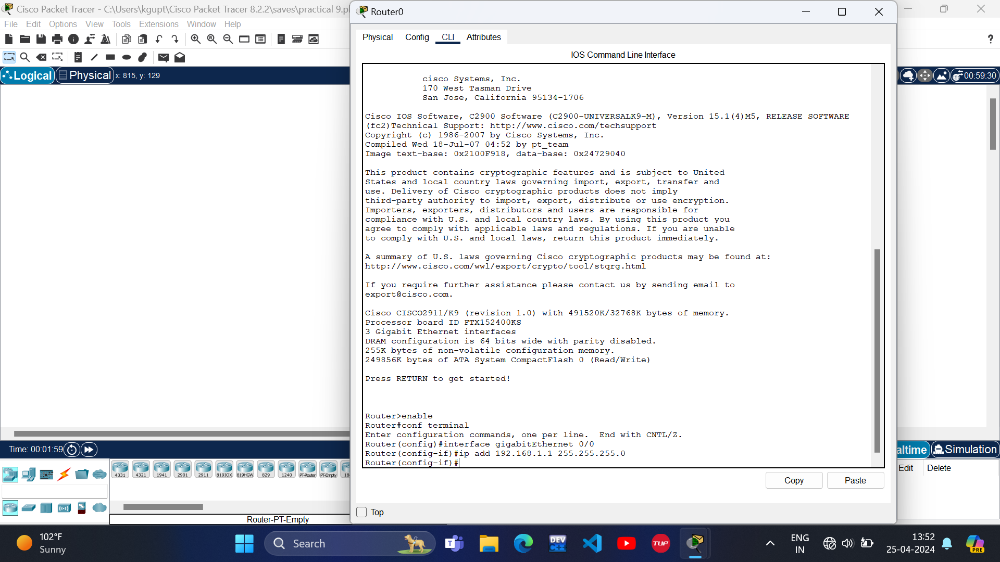 Cisco Packet Tracer - C:\Users\kgupt\Cisco Packet Tracer 8.2.2\saves\practical 9.p
File Edit Options View Tools Extensions Window Help
?
Logical Physical x: 815, y: 129
00:59:30
Router0
Physical Config CLI Attributes
IOS Command Line Interface
cisco Systems, Inc.
170 West Tasman Drive
San Jose, California 95134-1706
Cisco IOS Software, C2900 Software (C2900-UNIVERSALK9-M), Version 15.1(4)M5, RELEASE SOFTWARE
(fc2)Technical Support: http://www.cisco.com/techsupport
Copyright (c) 1986-2007 by Cisco Systems, Inc.
Compiled Wed 18-Jul-07 04:52 by pt_team
Image text-base: 0x2100F918, data-base: 0x24729040
This product contains cryptographic features and is subject to United
States and local country laws governing import, export, transfer and
use. Delivery of Cisco cryptographic products does not imply
third-party authority to import, export, distribute or use encryption.
Importers, exporters, distributors and users are responsible for
compliance with U.S. and local country laws. By using this product you
agree to comply with applicable laws and regulations. If you are unable
to comply with U.S. and local laws, return this product immediately.
A summary of U.S. laws governing Cisco cryptographic products may be found at:
http://www.cisco.com/wwl/export/crypto/tool/stqrg.html
If you require further assistance please contact us by sending email to
export@cisco.com.
Cisco CISCO2911/K9 (revision 1.0) with 491520K/32768K bytes of memory.
Processor board ID FTX152400KS
3 Gigabit Ethernet interfaces
DRAM configuration is 64 bits wide with parity disabled.
255K bytes of non-volatile configuration memory.
249856K bytes of ATA System CompactFlash 0 (Read/Write)
Press RETURN to get started!
Router>enable
Router#conf terminal
Enter configuration commands, one per line.  End with CNTL/Z.
Router(config)#interface gigabitEthernet 0/0
Router(config-if)#ip add 192.168.1.1 255.255.255.0
Router(config-if)#
Copy Paste
Top
Time: 00:01:59
altime Simulation
Edit Delete
4331 4321 1941 2901 2911 819IOX 819HGW 829 1240 PT-Router PT-Empty 18
Router-PT-Empty
102°F
Sunny
Search
T
DEV
C++
TUF
ENG
IN
13:52
25-04-2024
PRE